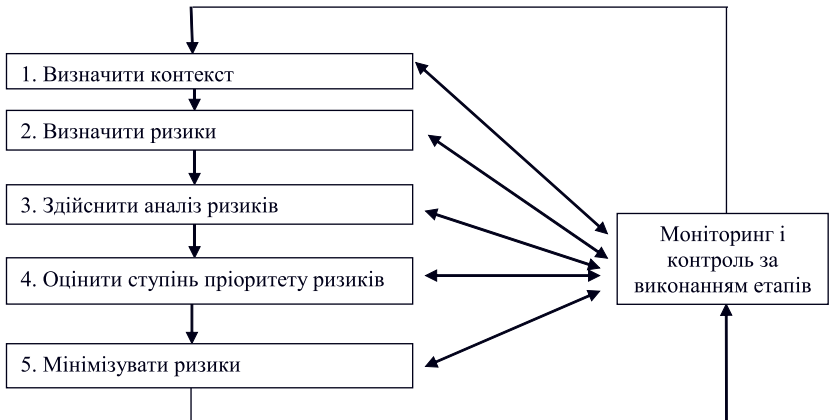 1. Визначити контекст
2. Визначити ризики
3. Здійснити аналіз ризиків
4. Оцінити ступінь пріоритету ризиків
5. Мінімізувати ризики
Моніторинг і
контроль за
виконанням етапів